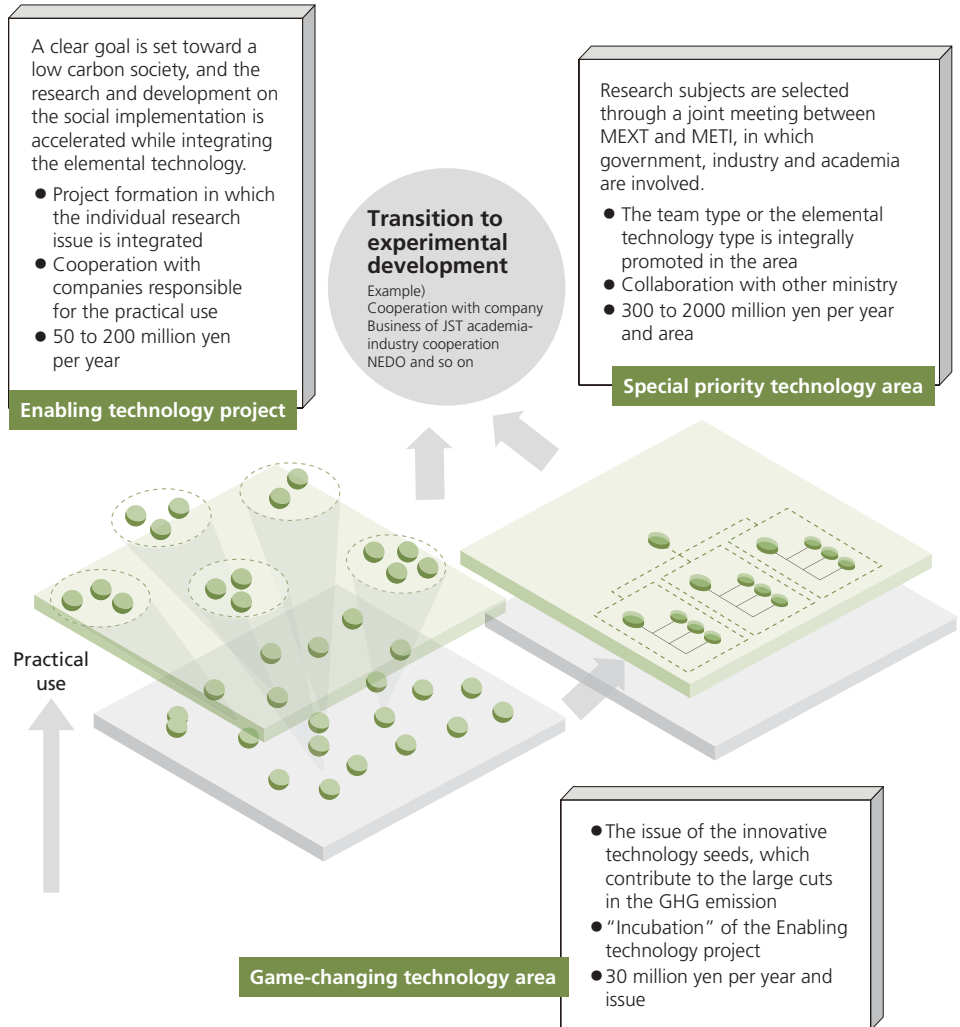 A clear goal is set toward a
low carbon society, and the
research and development on
the social implementation is
accelerated while integrating
the elemental technology.
● Project formation in which
the individual research
issue is integrated
● Cooperation with
companies responsible
for the practical use
● 50 to 200 million yen
per year
Enabling technology project
Transition to
experimental
development
Example)
Cooperation with company
Business of JST academia-
industry cooperation
NEDO and so on
Research subjects are selected
through a joint meeting between
MEXT and METI, in which
government, industry and academia
are involved.
● The team type or the elemental
technology type is integrally
promoted in the area
● Collaboration with other ministry
● 300 to 2000 million yen per year
and area
Special priority technology area
Practical
use
● The issue of the innovative
technology seeds, which
contribute to the large cuts
in the GHG emission
● “Incubation” of the Enabling
technology project
● 30 million yen per year and
issue
Game-changing technology area